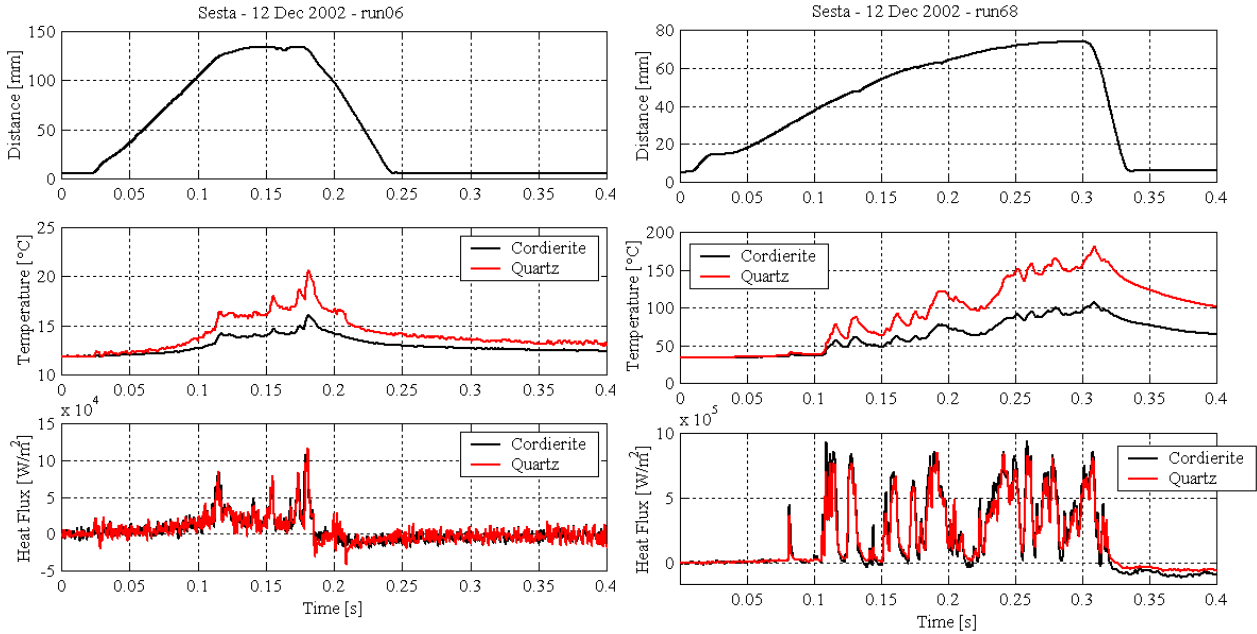 Sesta - 12 Dec 2002 - run06
150
100
50
0
Distance [mm]
0 0.05 0.1 0.15 0.2 0.25 0.3 0.35 0.4
25
20
15
10
Temperature [°C]
Cordierite
Quartz
0 0.05 0.1 0.15 0.2 0.25 0.3 0.35 0.4
x 10^4
15
10
5
0
-5
Heat Flux [W/m²]
Cordierite
Quartz
0 0.05 0.1 0.15 0.2 0.25 0.3 0.35 0.4
Time [s]
Sesta - 12 Dec 2002 - run68
80
60
40
20
0
Distance [mm]
0 0.05 0.1 0.15 0.2 0.25 0.3 0.35 0.4
200
150
100
50
0
Temperature [°C]
Cordierite
Quartz
0 0.05 0.1 0.15 0.2 0.25 0.3 0.35 0.4
x 10^5
10
5
0
Heat Flux [W/m²]
Cordierite
Quartz
0.05 0.1 0.15 0.2 0.25 0.3 0.35 0.4
Time [s]